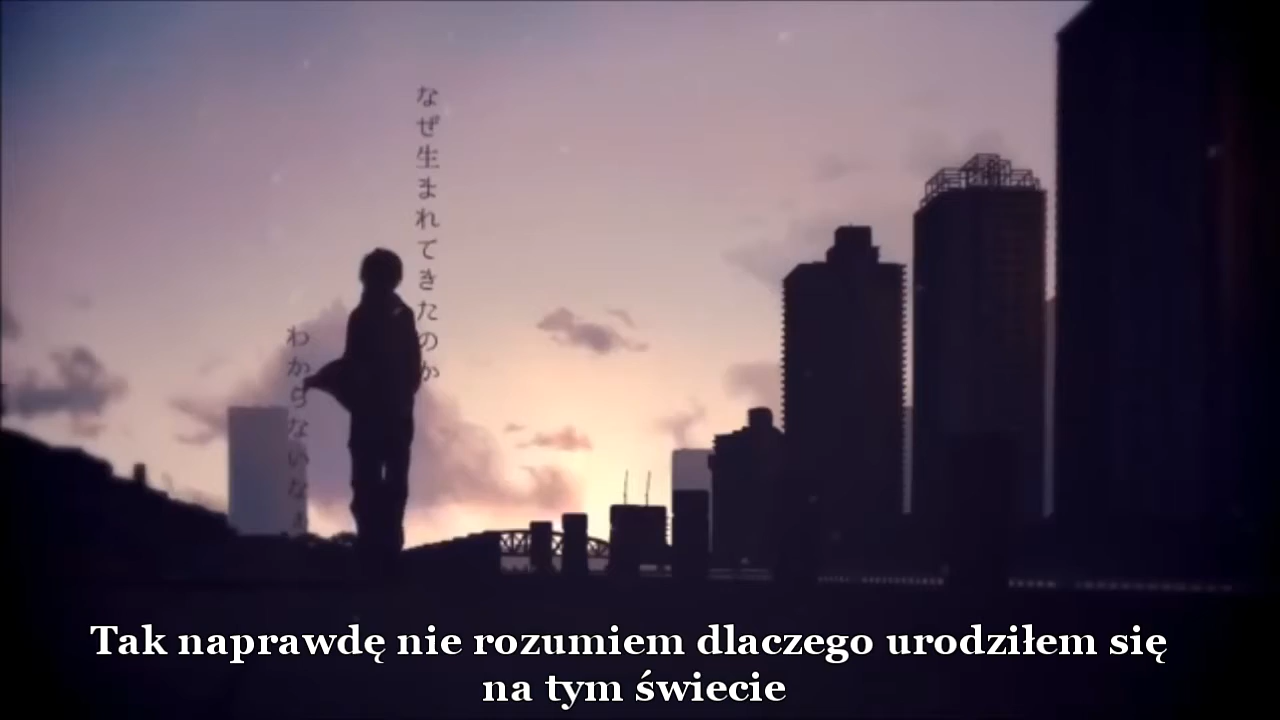 なぜ生まれてきたのか
わからないな
Tak naprawdę nie rozumiem dlaczego urodziłem się
na tym świecie